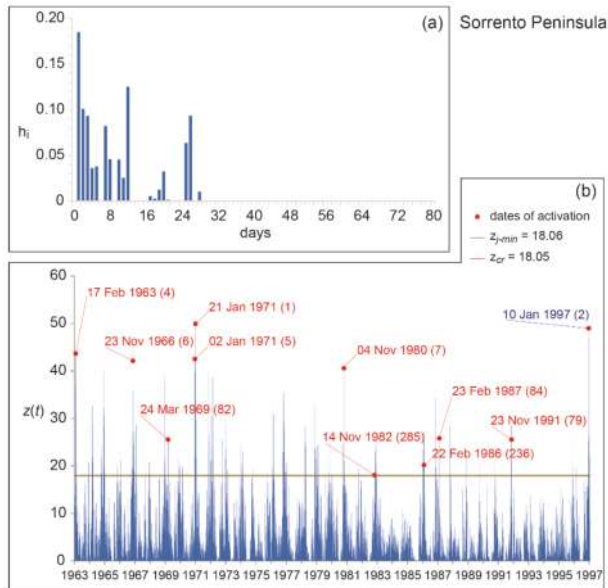 (a) Sorrento Peninsula
0.20
0.15
0.10
hi
0.05
0
0 8 16 24 32 40 48 56 64 72 80
days
(b)
dates of activation
zj-min = 18.06
zcr = 18.05
60
50
40
30
20
10
0
z(t)
17 Feb 1963 (4)
21 Jan 1971 (1)
10 Jan 1997 (2)
23 Nov 1966 (6)
02 Jan 1971 (5)
04 Nov 1980 (7)
24 Mar 1969 (82)
23 Feb 1987 (84)
14 Nov 1982 (285)
23 Nov 1991 (79)
22 Feb 1986 (236)
1963 1965 1967 1969 1971 1973 1975 1977 1979 1981 1983 1985 1987 1989 1991 1993 1995 1997